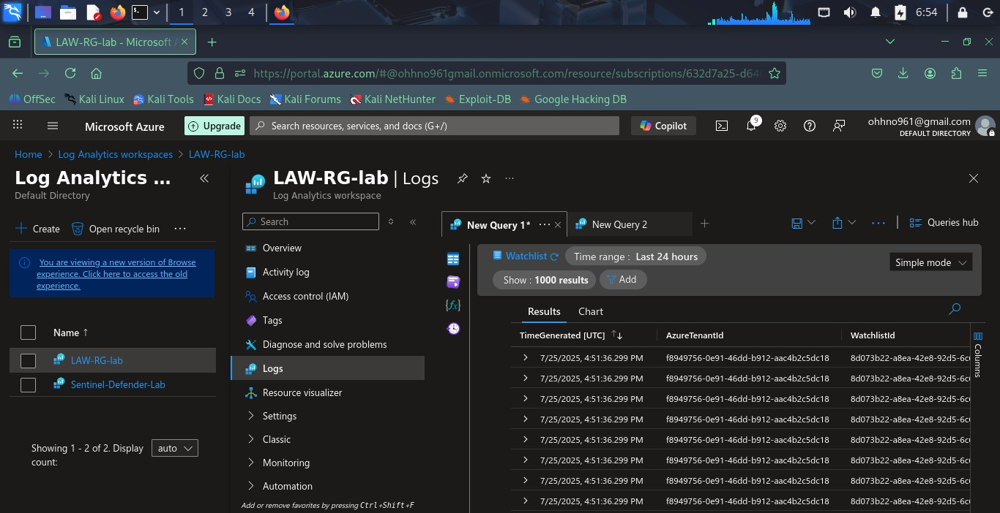 1 2 3 4 6:54
LAW-RG-lab - Microsoft A
https://portal.azure.com/#@ohhno961gmail.onmicrosoft.com/resource/subscriptions/632d7a25-d640
OffSec Kali Linux Kali Tools Kali Docs Kali Forums Kali NetHunter Exploit-DB Google Hacking DB
Microsoft Azure Upgrade Search resources, services, and docs (G+/) Copilot 9 ohhno961@gmail.com
DEFAULT DIRECTORY
Home > Log Analytics workspaces > LAW-RG-lab
Log Analytics ...
Default Directory
Create Open recycle bin ...
You are viewing a new version of Browse
experience. Click here to access the old
experience.
Name ↑
LAW-RG-lab
Sentinel-Defender-Lab
Showing 1 - 2 of 2. Display auto
count:
LAW-RG-lab | Logs
Log Analytics workspace
Search
Overview
Activity log
Access control (IAM)
Tags
Diagnose and solve problems
Logs
Resource visualizer
Settings
Classic
Monitoring
Automation
Add or remove favorites by pressing Ctrl+Shift+F
New Query 1* ... New Query 2 Queries hub
Watchlist Time range : Last 24 hours Simple mode
Show : 1000 results Add
Results Chart
TimeGenerated [UTC] ↑↓ AzureTenantId WatchlistId
7/25/2025, 4:51:36.299 PM f8949756-0e91-46dd-b912-aac4b2c5dc18 8d073b22-a8ea-42e8-92d5-6c
7/25/2025, 4:51:36.299 PM f8949756-0e91-46dd-b912-aac4b2c5dc18 8d073b22-a8ea-42e8-92d5-6c
7/25/2025, 4:51:36.299 PM f8949756-0e91-46dd-b912-aac4b2c5dc18 8d073b22-a8ea-42e8-92d5-6c
7/25/2025, 4:51:36.299 PM f8949756-0e91-46dd-b912-aac4b2c5dc18 8d073b22-a8ea-42e8-92d5-6c
7/25/2025, 4:51:36.299 PM f8949756-0e91-46dd-b912-aac4b2c5dc18 8d073b22-a8ea-42e8-92d5-6c
7/25/2025, 4:51:36.299 PM f8949756-0e91-46dd-b912-aac4b2c5dc18 8d073b22-a8ea-42e8-92d5-6c
7/25/2025, 4:51:36.299 PM f8949756-0e91-46dd-b912-aac4b2c5dc18 8d073b22-a8ea-42e8-92d5-6c
7/25/2025, 4:51:36.299 PM f8949756-0e91-46dd-b912-aac4b2c5dc18 8d073b22-a8ea-42e8-92d5-6c
Columns